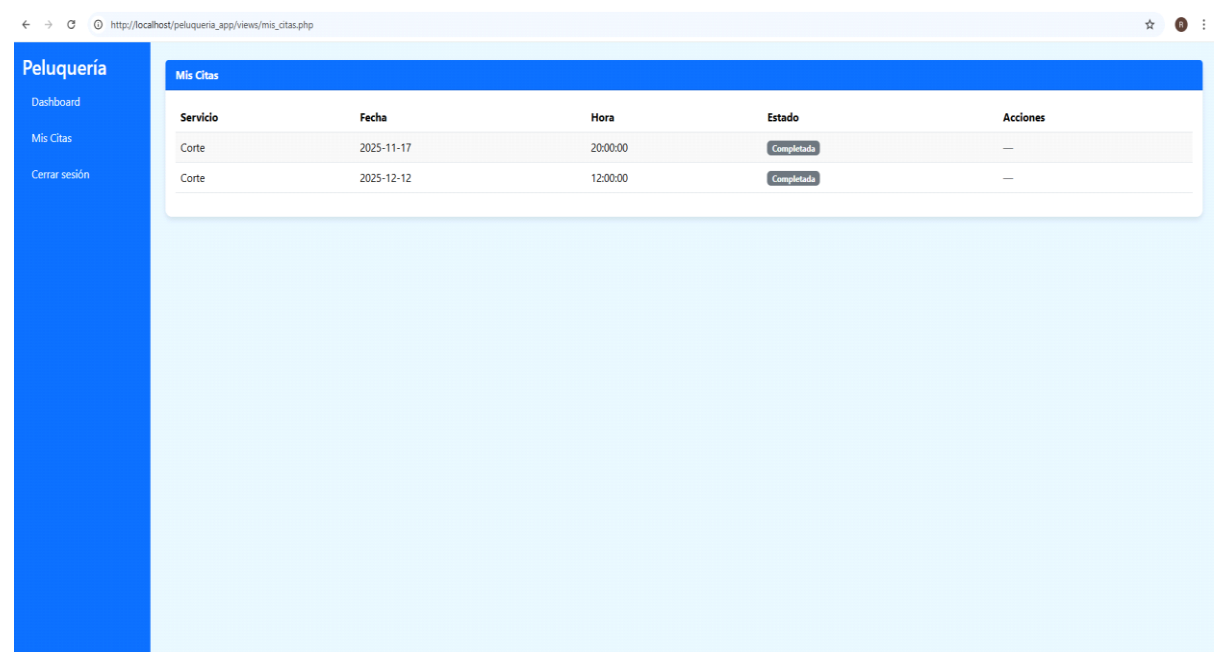 http://localhost/peluqueria_app/views/mis_citas.php
R
Peluquería
Dashboard
Mis Citas
Cerrar sesión
Mis Citas
Servicio Fecha Hora Estado Acciones
Corte 2025-11-17 20:00:00 Completada —
Corte 2025-12-12 12:00:00 Completada —